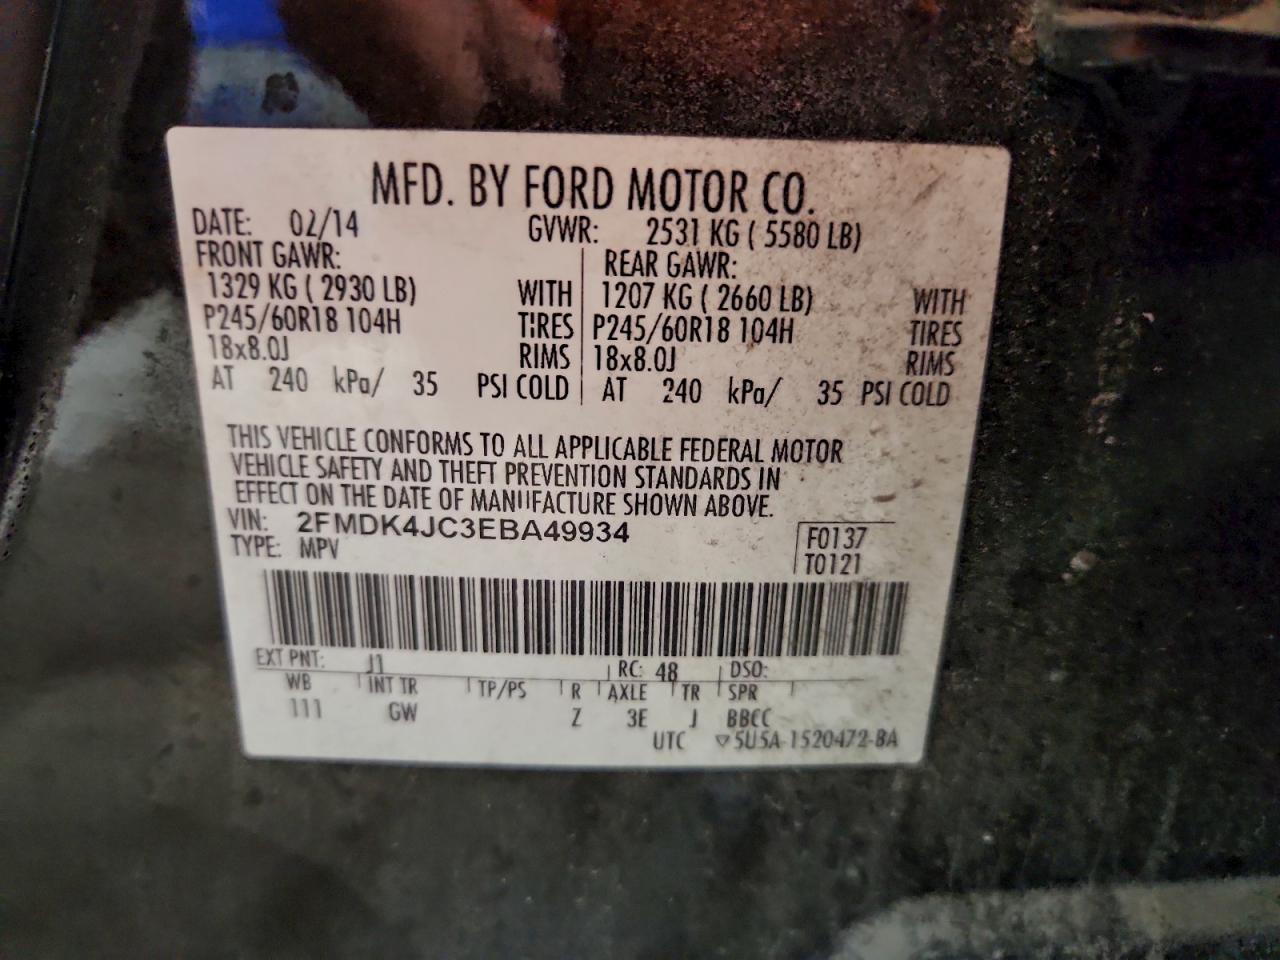 MFD. BY FORD MOTOR CO.
DATE: 02/14 GVWR: 2531 KG ( 5580 LB)
FRONT GAWR: REAR GAWR:
1329 KG ( 2930 LB) WITH 1207 KG ( 2660 LB) WITH
P245/60R18 104H TIRES P245/60R18 104H TIRES
18x8.0J RIMS 18x8.0J RIMS
AT 240 kPa/ 35 PSI COLD AT 240 kPa/ 35 PSI COLD
THIS VEHICLE CONFORMS TO ALL APPLICABLE FEDERAL MOTOR
VEHICLE SAFETY AND THEFT PREVENTION STANDARDS IN
EFFECT ON THE DATE OF MANUFACTURE SHOWN ABOVE.
VIN: 2FMDK4JC3EBA49934 F0137
TYPE: MPV T0121
EXT PNT: J1 RC: 48 DSO:
WB INT TR TP/PS R AXLE TR SPR
111 GW Z 3E J BBCC
UTC ▽5U5A-1520472-BA